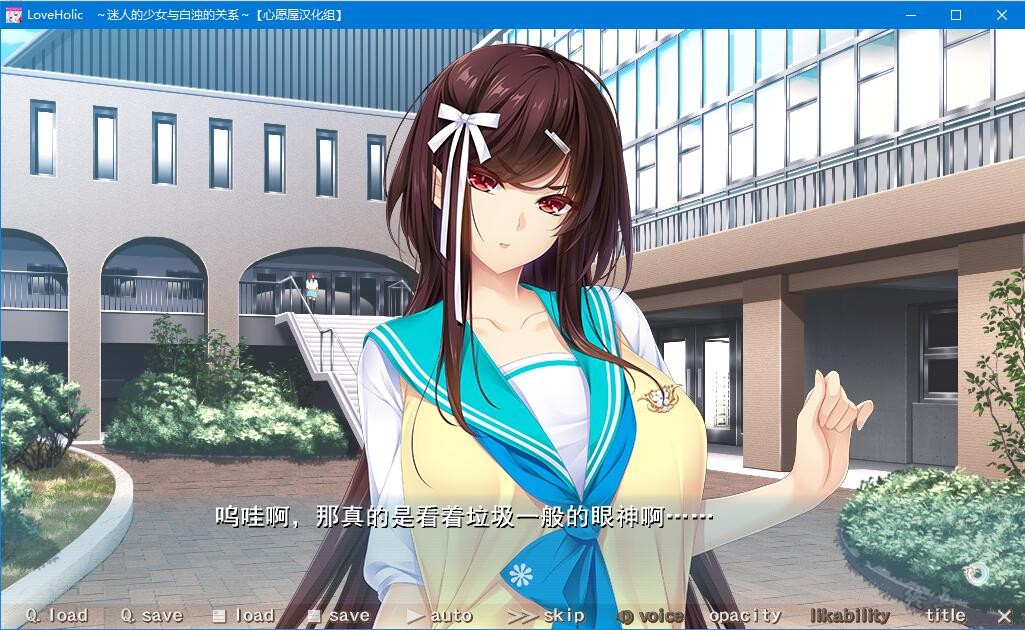 LoveHolic ～迷人的少女与白浊的关系～【心愿屋汉化组】
呜哇啊，那真的是看着垃圾一般的眼神啊……
Q. load Q. save load save auto skip voice opacity likability title